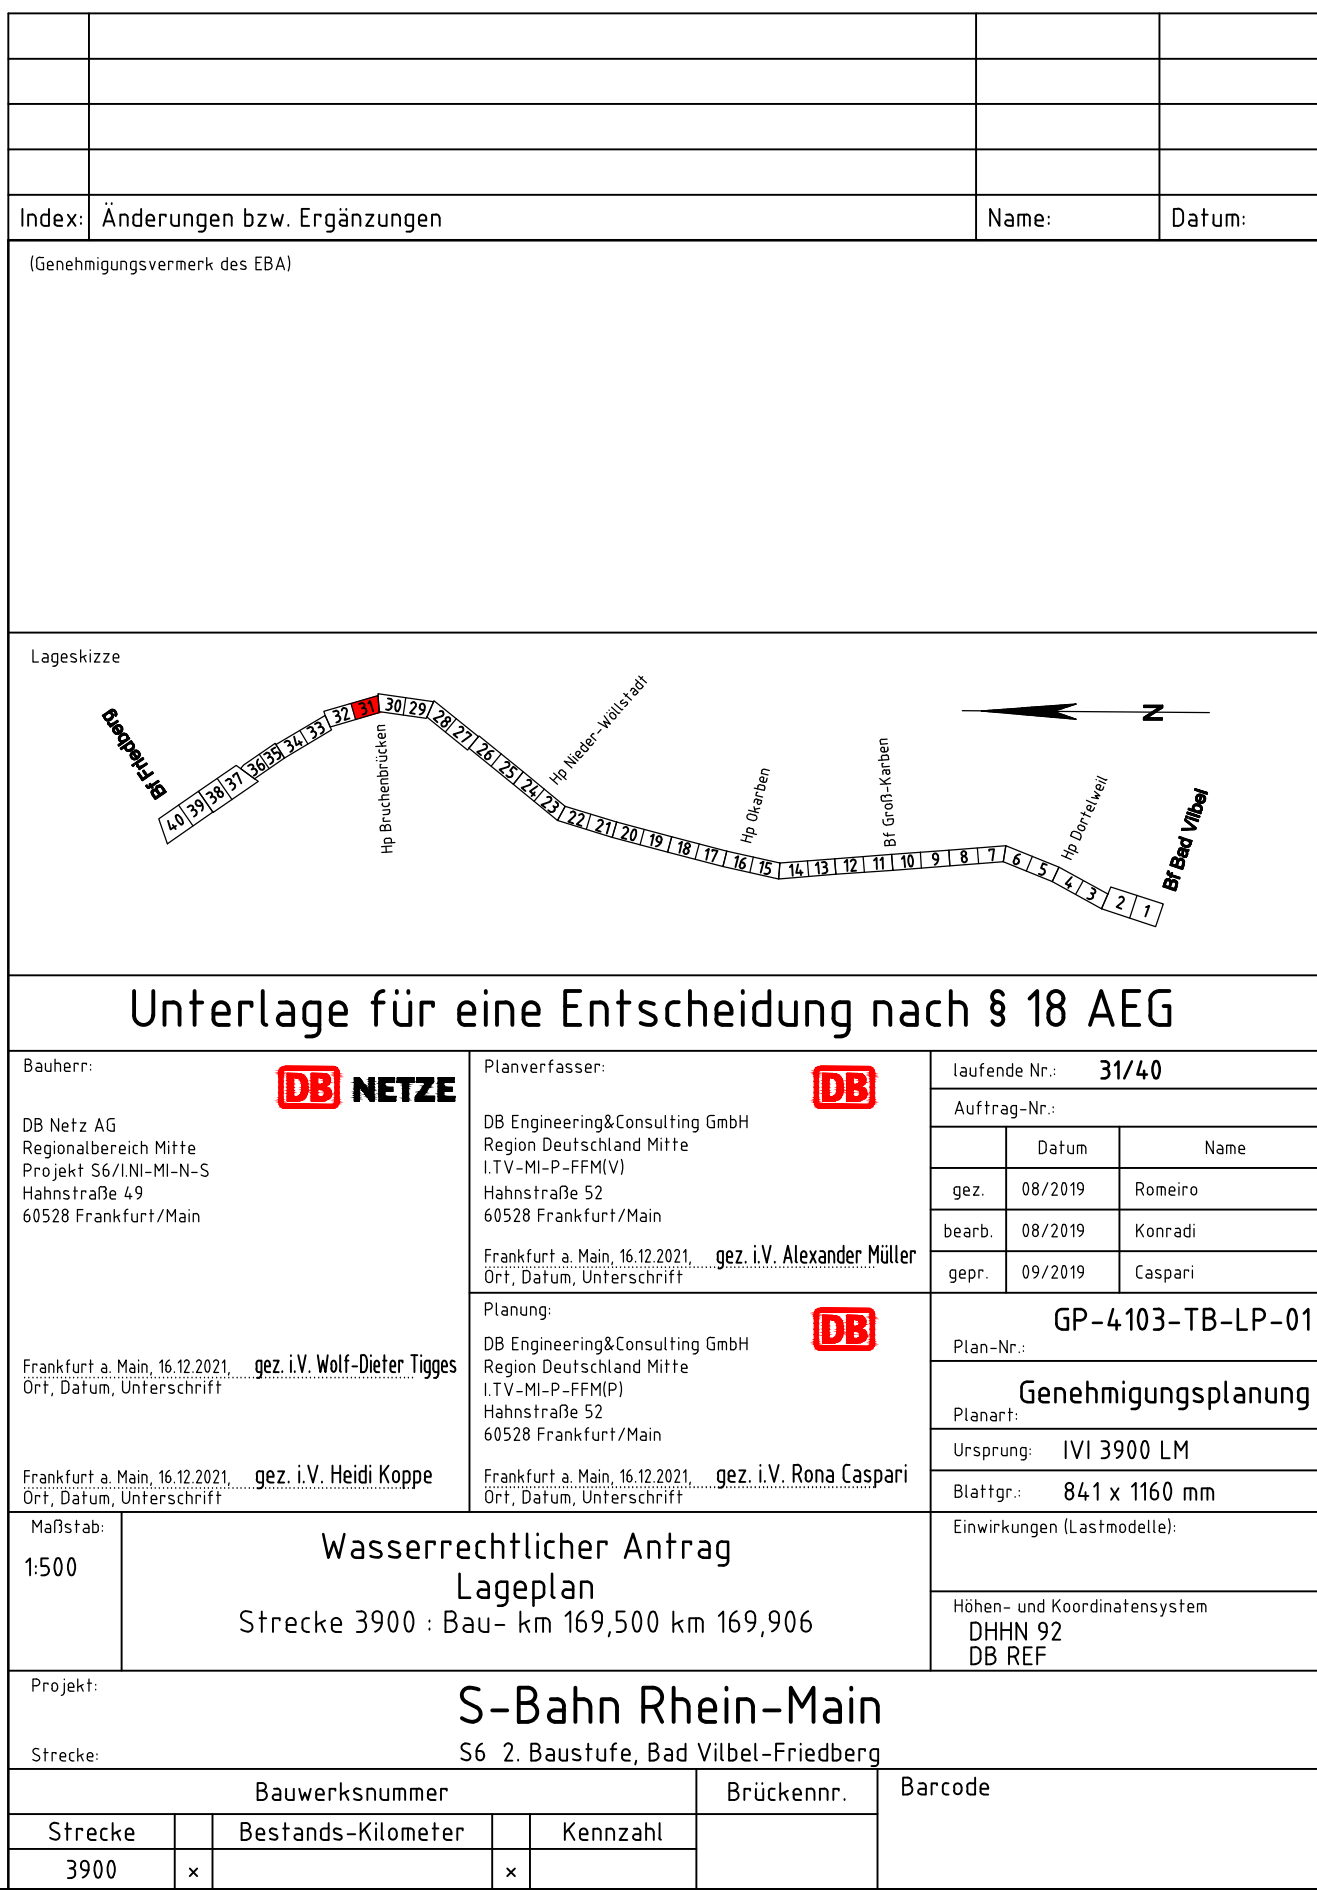 Index: Änderungen bzw. Ergänzungen Name: Datum:
(Genehmigungsvermerk des EBA)
Lageskizze
Bf Friedberg
40 39 38 37 36 35 34 33 32 31 30 29 28 27 26 25 24 23 22 21 20 19 18 17 16 15 14 13 12 11 10 9 8 7 6 5 4 3 2 1
Hp Bruchenbrücken
Hp Nieder-Wöllstadt
Hp Okarben
Bf Groß-Karben
Hp Dortelweil
Bf Bad Vilbel
N
Unterlage für eine Entscheidung nach § 18 AEG
Bauherr:
DB NETZE
DB Netz AG
Regionalbereich Mitte
Projekt S6/I.NI-MI-N-S
Hahnstraße 49
60528 Frankfurt/Main
Frankfurt a. Main, 16.12.2021, gez. i.V. Wolf-Dieter Tigges
Ort, Datum, Unterschrift
Frankfurt a. Main, 16.12.2021, gez. i.V. Heidi Koppe
Ort, Datum, Unterschrift
Planverfasser:
DB
DB Engineering&Consulting GmbH
Region Deutschland Mitte
I.TV-MI-P-FFM(V)
Hahnstraße 52
60528 Frankfurt/Main
Frankfurt a. Main, 16.12.2021, gez. i.V. Alexander Müller
Ort, Datum, Unterschrift
Planung:
DB
DB Engineering&Consulting GmbH
Region Deutschland Mitte
I.TV-MI-P-FFM(P)
Hahnstraße 52
60528 Frankfurt/Main
Frankfurt a. Main, 16.12.2021, gez. i.V. Rona Caspari
Ort, Datum, Unterschrift
laufende Nr.: 31/40
Auftrag-Nr.:
Datum Name
gez. 08/2019 Romeiro
bearb. 08/2019 Konradi
gepr. 09/2019 Caspari
GP-4103-TB-LP-01
Plan-Nr.:
Genehmigungsplanung
Planart:
Ursprung: IVI 3900 LM
Blattgr.: 841 x 1160 mm
Maßstab:
1:500
Wasserrechtlicher Antrag
Lageplan
Strecke 3900 : Bau- km 169,500 km 169,906
Einwirkungen (Lastmodelle):
Höhen- und Koordinatensystem
DHHN 92
DB REF
Projekt:
S-Bahn Rhein-Main
Strecke: S6 2. Baustufe, Bad Vilbel-Friedberg
Bauwerksnummer Brückennr. Barcode
Strecke Bestands-Kilometer Kennzahl
3900 x x